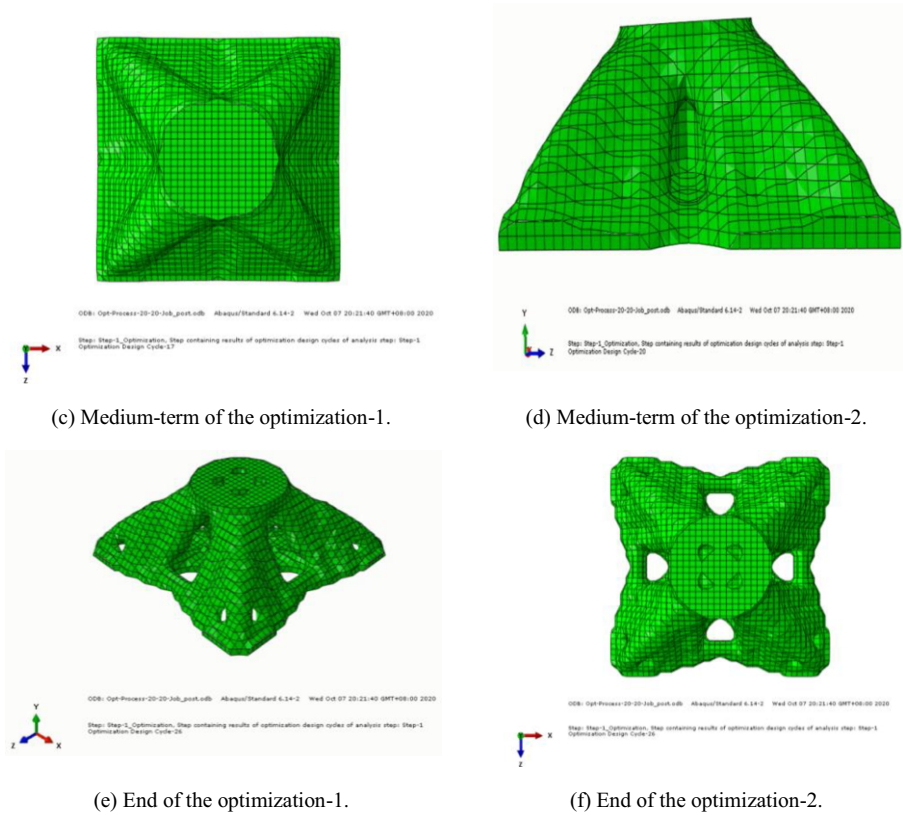 ODB: Opt-Process-20-20-Job_post.odb Abaqus/Standard 6.14-2 Wed Oct 07 20:21:40 GMT+08:00 2020
Step: Step-1_Optimization, Step containing results of optimization design cycles of analysis step: Step-1
Optimization Design Cycle-17
X
Z
ODB: Opt-Process-20-20-Job_post.odb Abaqus/Standard 6.14-2 Wed Oct 07 20:21:40 GMT+08:00 2020
Step: Step-1_Optimization, Step containing results of optimization design cycles of analysis step: Step-1
Optimization Design Cycle-20
Y
Z
(c) Medium-term of the optimization-1.
(d) Medium-term of the optimization-2.
ODB: Opt-Process-20-20-Job_post.odb Abaqus/Standard 6.14-2 Wed Oct 07 20:21:40 GMT+08:00 2020
Step: Step-1_Optimization, Step containing results of optimization design cycles of analysis step: Step-1
Optimization Design Cycle-26
Y
Z
X
ODB: Opt-Process-20-20-Job_post.odb Abaqus/Standard 6.14-2 Wed Oct 07 20:21:40 GMT+08:00 2020
Step: Step-1_Optimization, Step containing results of optimization design cycles of analysis step: Step-1
Optimization Design Cycle-26
X
Z
(e) End of the optimization-1.
(f) End of the optimization-2.